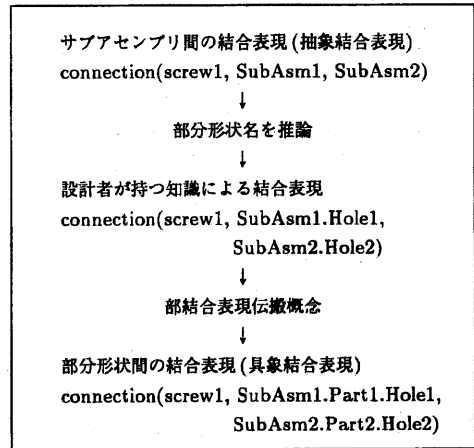 サブアセンブリ間の結合表現(抽象結合表現)
connection(screw1, SubAsm1, SubAsm2)
↓
部分形状名を推論
↓
設計者が持つ知識による結合表現
connection(screw1, SubAsm1.Hole1,
SubAsm2.Hole2)
↓
部結合表現伝搬概念
↓
部分形状間の結合表現(具象結合表現)
connection(screw1, SubAsm1.Part1.Hole1,
SubAsm2.Part2.Hole2)